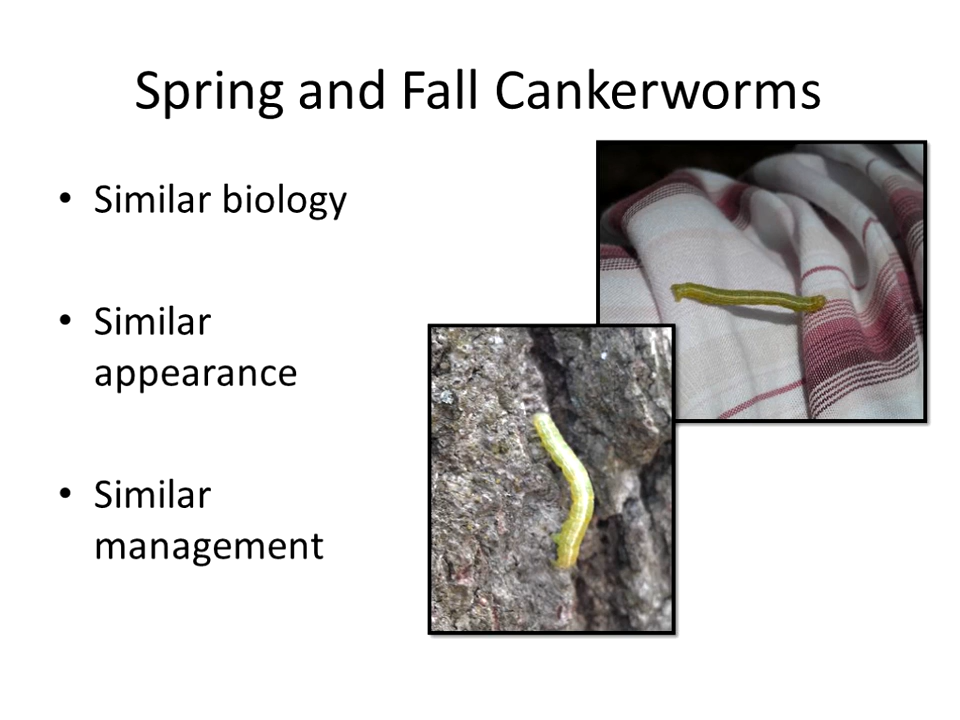 Spring and Fall Cankerworms
• Similar biology
• Similar
appearance
• Similar
management